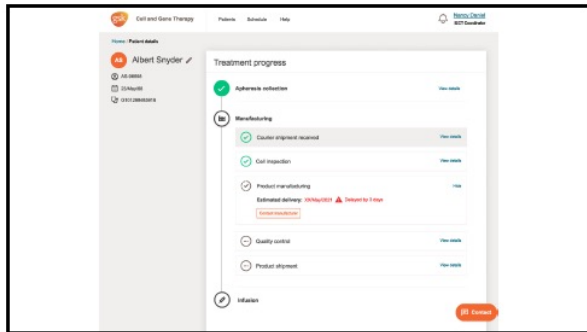 gsk
Cell and Gene Therapy
Patients Schedule Help
Nancy Daniel
Home / Patient details
AS
Albert Snyder
Treatment progress
Apheresis collection
View details
Manufacturing
Courier shipment received
View details
Cell inspection
View details
Product manufacturing
Hide
Estimated delivery:
Delayed by 3 days
Contact manufacturer
Quality control
View details
Product shipment
View details
Infusion
Contact